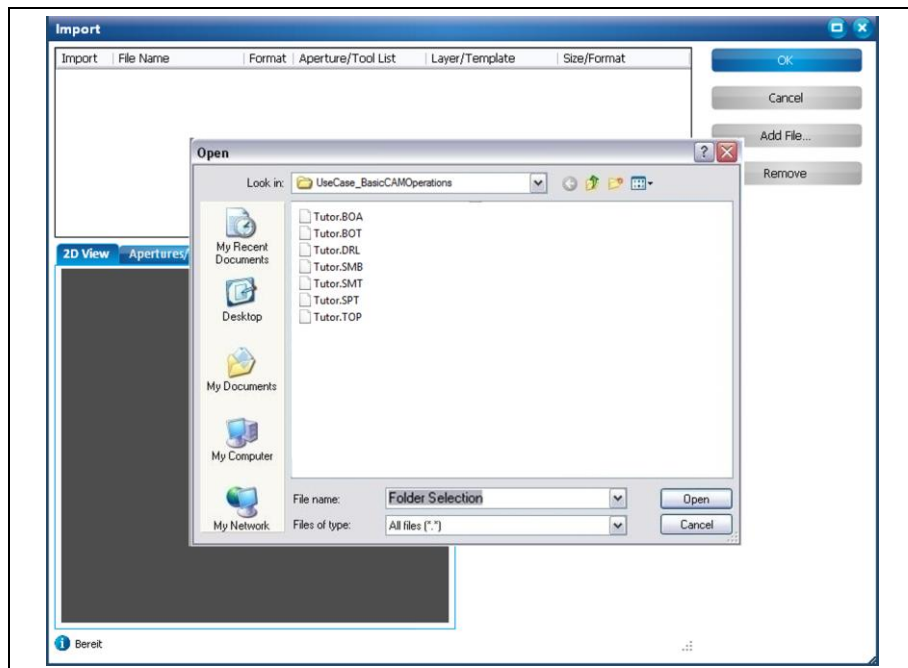 Import
Import File Name Format Aperture/Tool List Layer/Template Size/Format
OK
Cancel
Add File...
Remove
Open
Look in: UseCase_BasicCAMOperations
My Recent Documents
Desktop
My Documents
My Computer
My Network
Tutor.BOA
Tutor.BOT
Tutor.DRL
Tutor.SMB
Tutor.SMT
Tutor.SPT
Tutor.TOP
File name: Folder Selection
Open
Files of type: All files (*.*)
Cancel
2D View Apertures/
Bereit